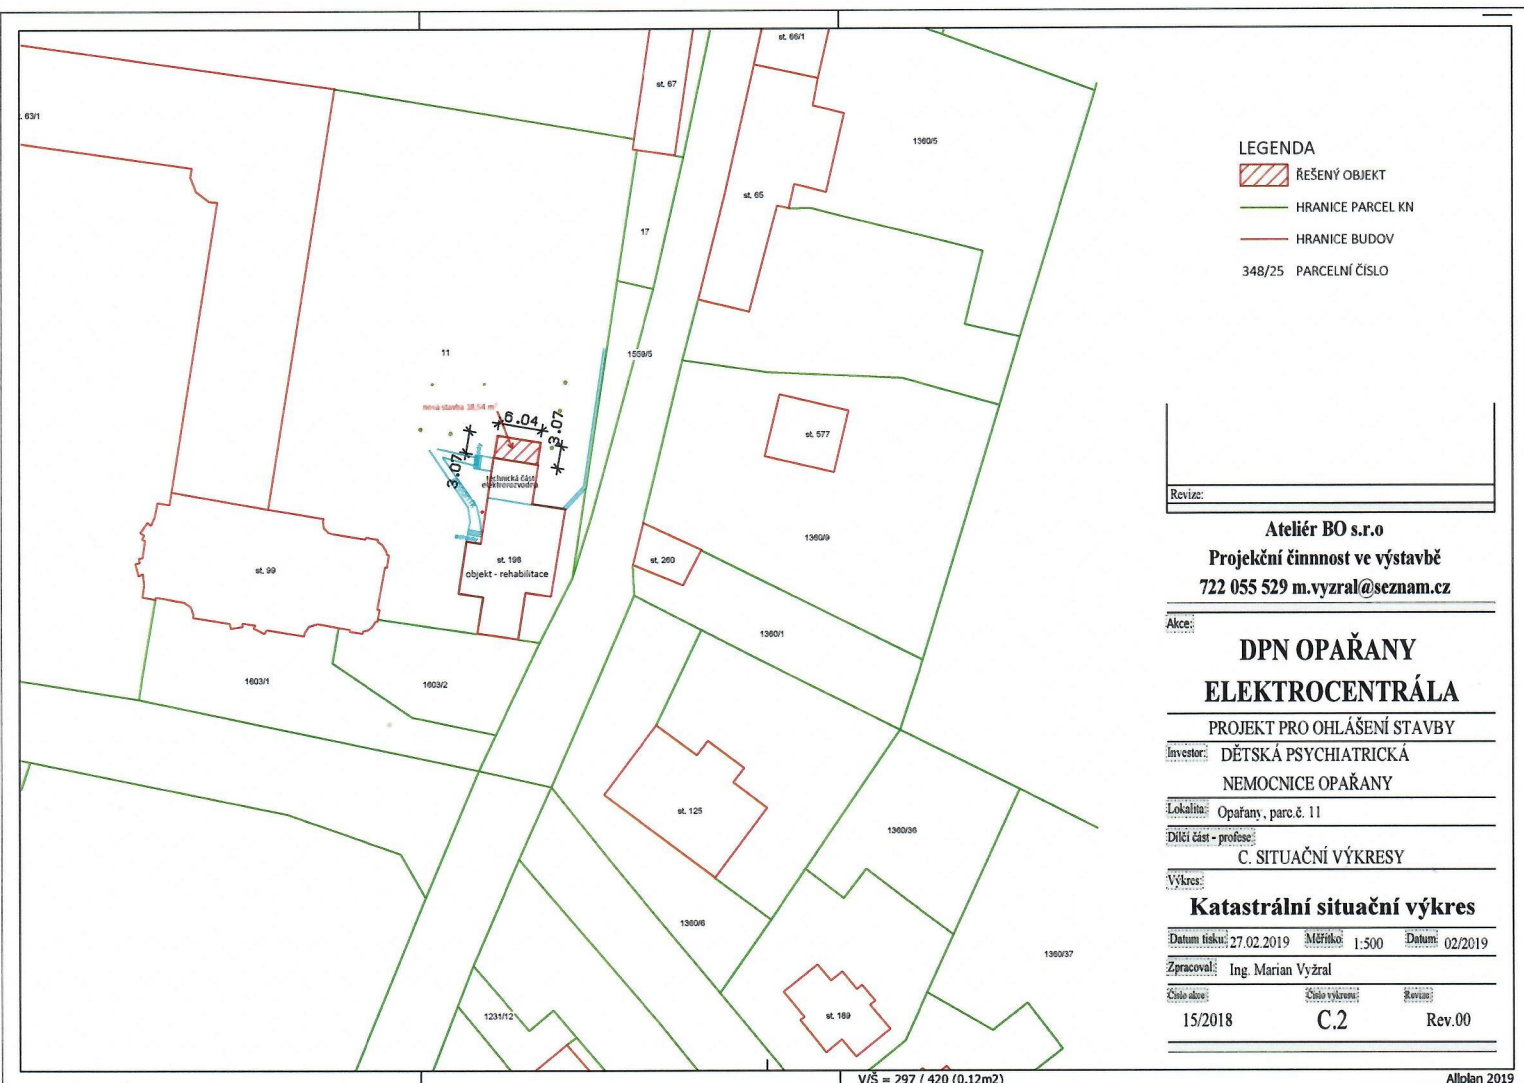 st. 66/1
st. 67
63/1
1360/5
st. 65
17
11
1559/5
nová stavba 18,54 m²
6.04
3.07
3.07
technická část
elektrorozvodna
st. 577
st. 198
objekt - rehabilitace
st. 99
st. 260
1360/9
1360/1
1603/1
1603/2
st. 125
1360/36
1360/6
1360/37
st. 189
1231/12
LEGENDA
ŘEŠENÝ OBJEKT
HRANICE PARCEL KN
HRANICE BUDOV
348/25 PARCELNÍ ČÍSLO
Revize:
Ateliér BO s.r.o
Projekční činnnost ve výstavbě
722 055 529 m.vyzral@seznam.cz
Akce:
DPN OPAŘANY
ELEKTROCENTRÁLA
PROJEKT PRO OHLÁŠENÍ STAVBY
Investor: DĚTSKÁ PSYCHIATRICKÁ
NEMOCNICE OPAŘANY
Lokalita: Opařany, parc.č. 11
Dílčí část - profese:
C. SITUAČNÍ VÝKRESY
Výkres:
Katastrální situační výkres
Datum tisku: 27.02.2019 Měřítko: 1:500 Datum: 02/2019
Zpracoval: Ing. Marian Vyžral
Číslo akce: Číslo výkresu: Revize:
15/2018 C.2 Rev.00
V/Š = 297 / 420 (0.12m2)
Allplan 2019